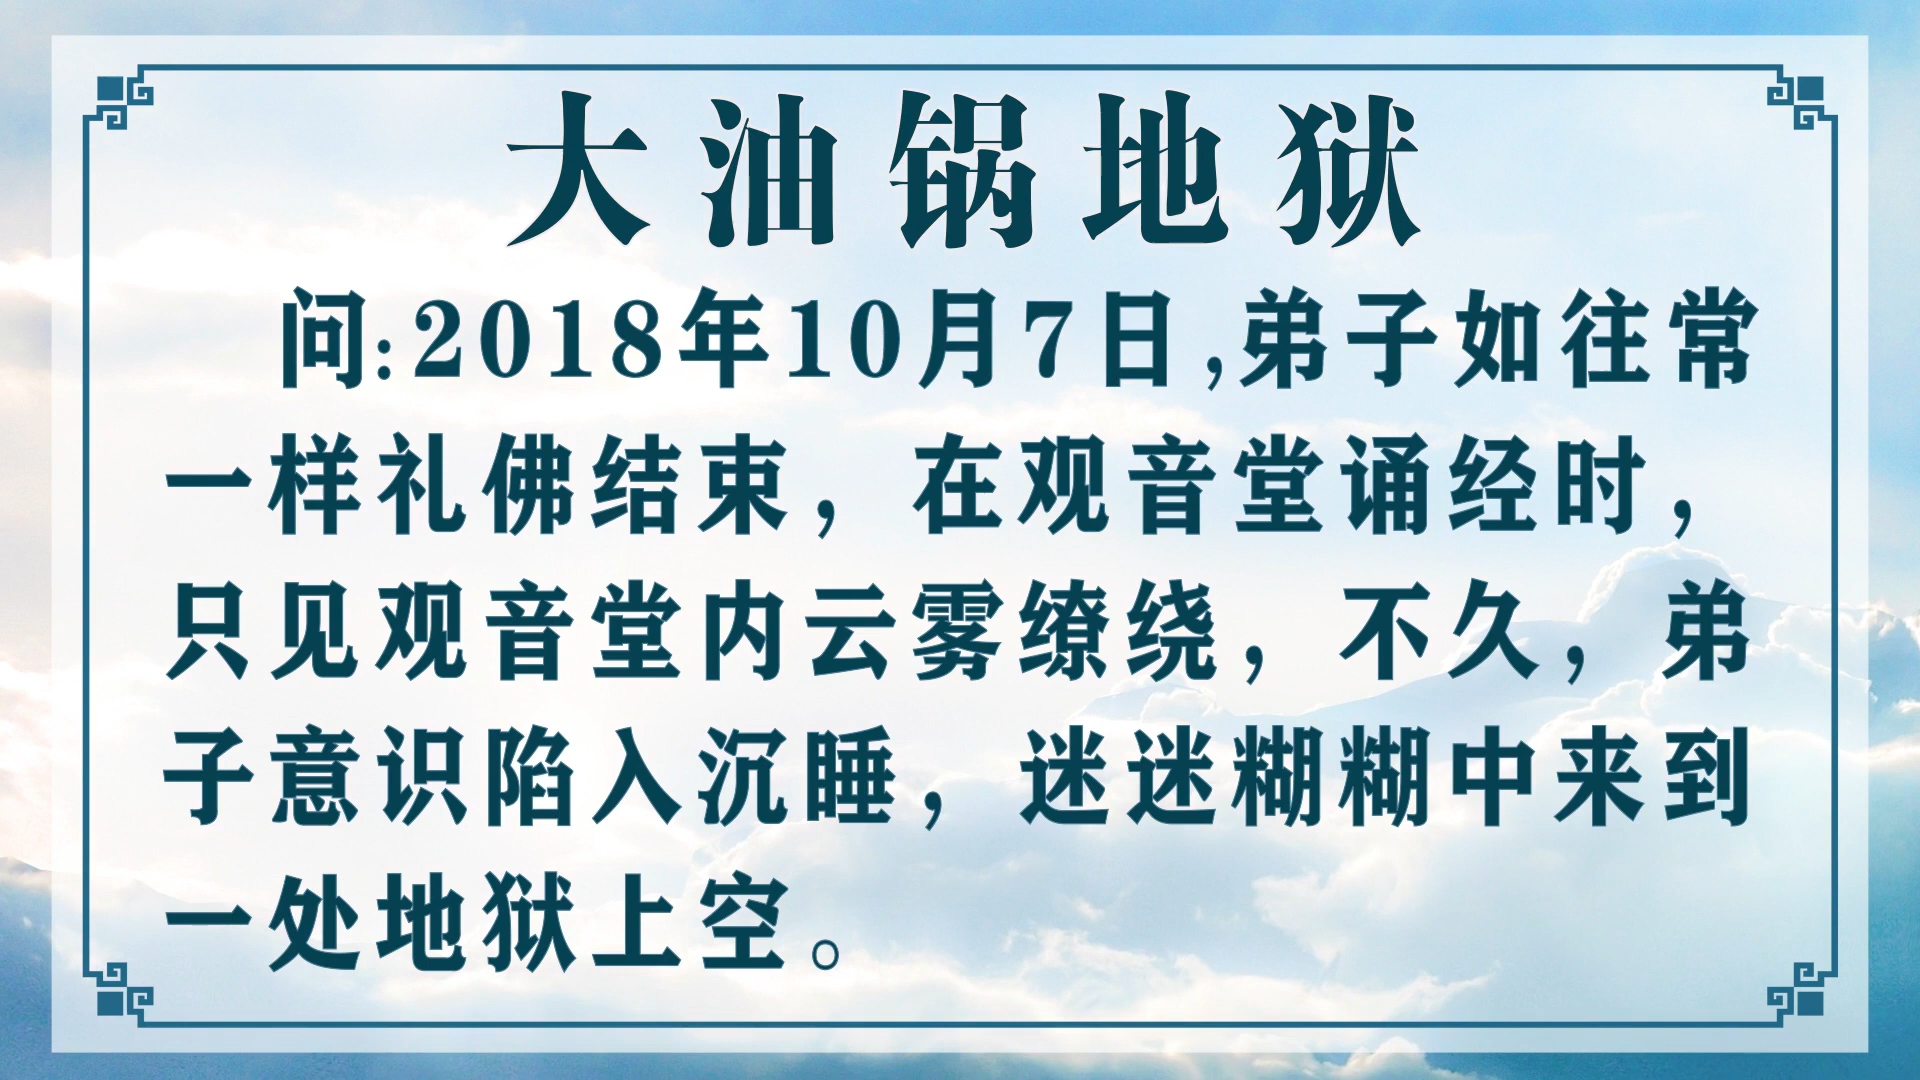 大油锅地狱
问:2018年10月7日,弟子如往常
一样礼佛结束，在观音堂诵经时，
只见观音堂内云雾缭绕，不久，弟
子意识陷入沉睡，迷迷糊糊中来到
一处地狱上空。